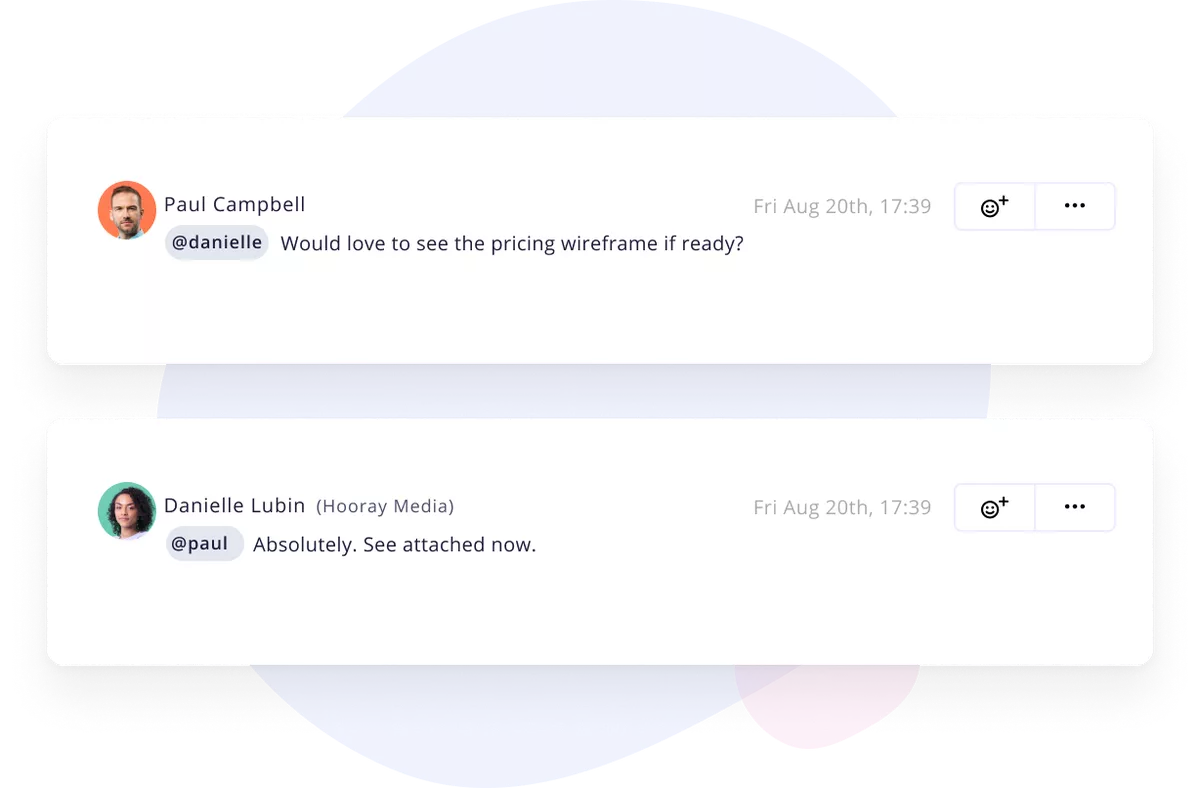 Paul Campbell
Fri Aug 20th, 17:39
@danielle Would love to see the pricing wireframe if ready?
Danielle Lubin (Hooray Media)
Fri Aug 20th, 17:39
@paul Absolutely. See attached now.